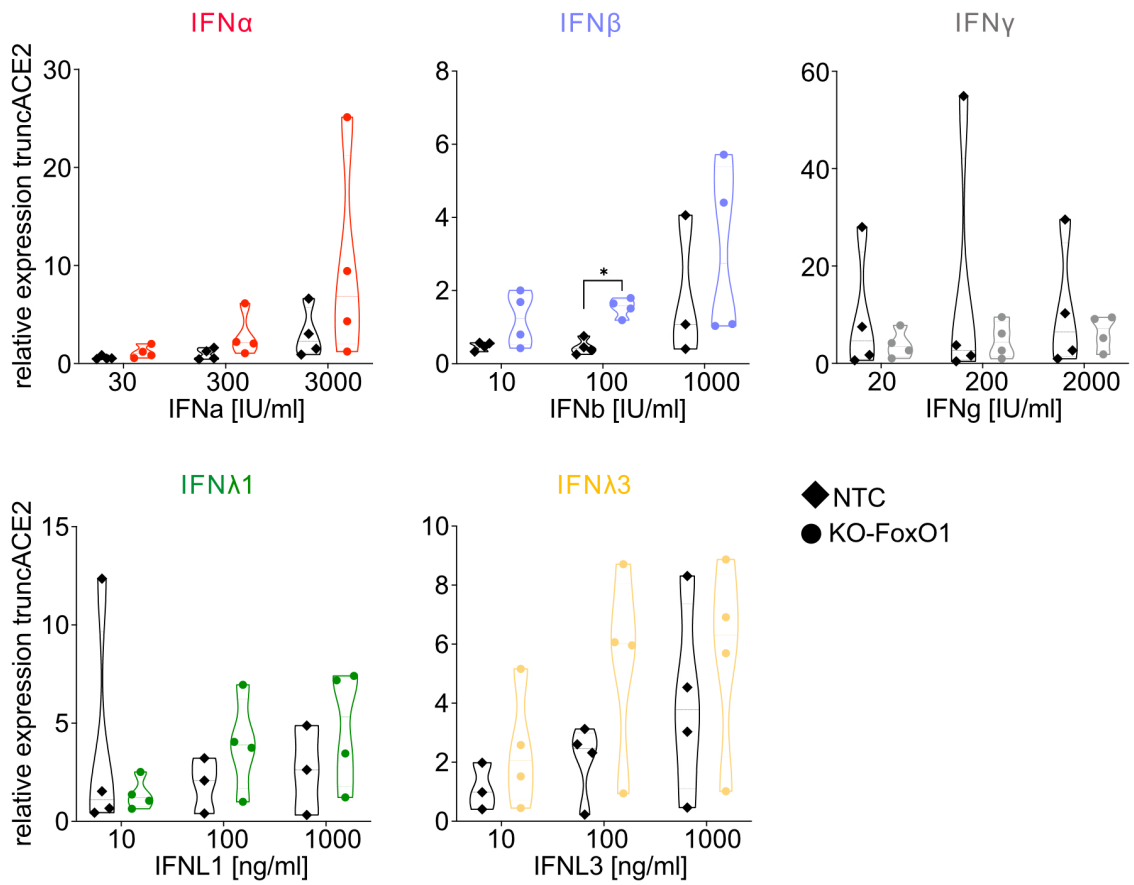 IFNα
IFNβ
IFNγ
relative expression truncACE2
30
20
10
0
30
300
3000
IFNa [IU/ml]
8
6
4
2
0
*
10
100
1000
IFNb [IU/ml]
60
40
20
0
20
200
2000
IFNg [IU/ml]
IFNλ1
IFNλ3
relative expression truncACE2
15
10
5
0
10
100
1000
IFNL1 [ng/ml]
10
8
6
4
2
0
10
100
1000
IFNL3 [ng/ml]
NTC
KO-FoxO1